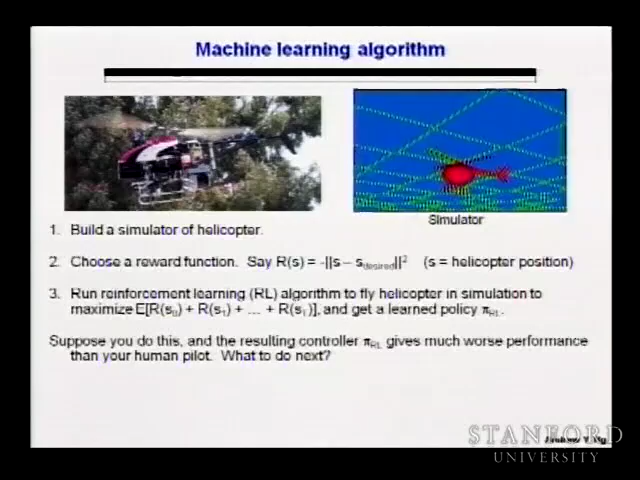 Machine learning algorithm
Simulator
1. Build a simulator of helicopter.
2. Choose a reward function. Say R(s) = -||s – s_desired||² (s = helicopter position)
3. Run reinforcement learning (RL) algorithm to fly helicopter in simulation to
maximize E[R(s₀) + R(s₁) + … + R(s_T)], and get a learned policy π_RL.
Suppose you do this, and the resulting controller π_RL gives much worse performance
than your human pilot. What to do next?
STANFORD
UNIVERSITY